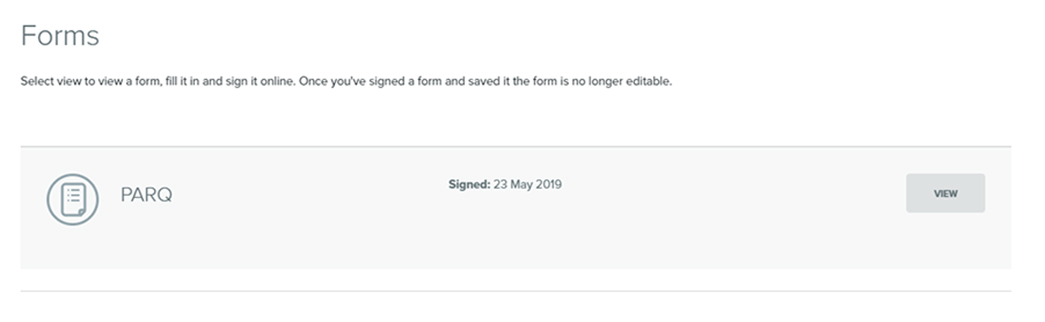 Forms
Select view to view a form, fill it in and sign it online. Once you've signed a form and saved it the form is no longer editable.
PARQ
Signed: 23 May 2019
VIEW